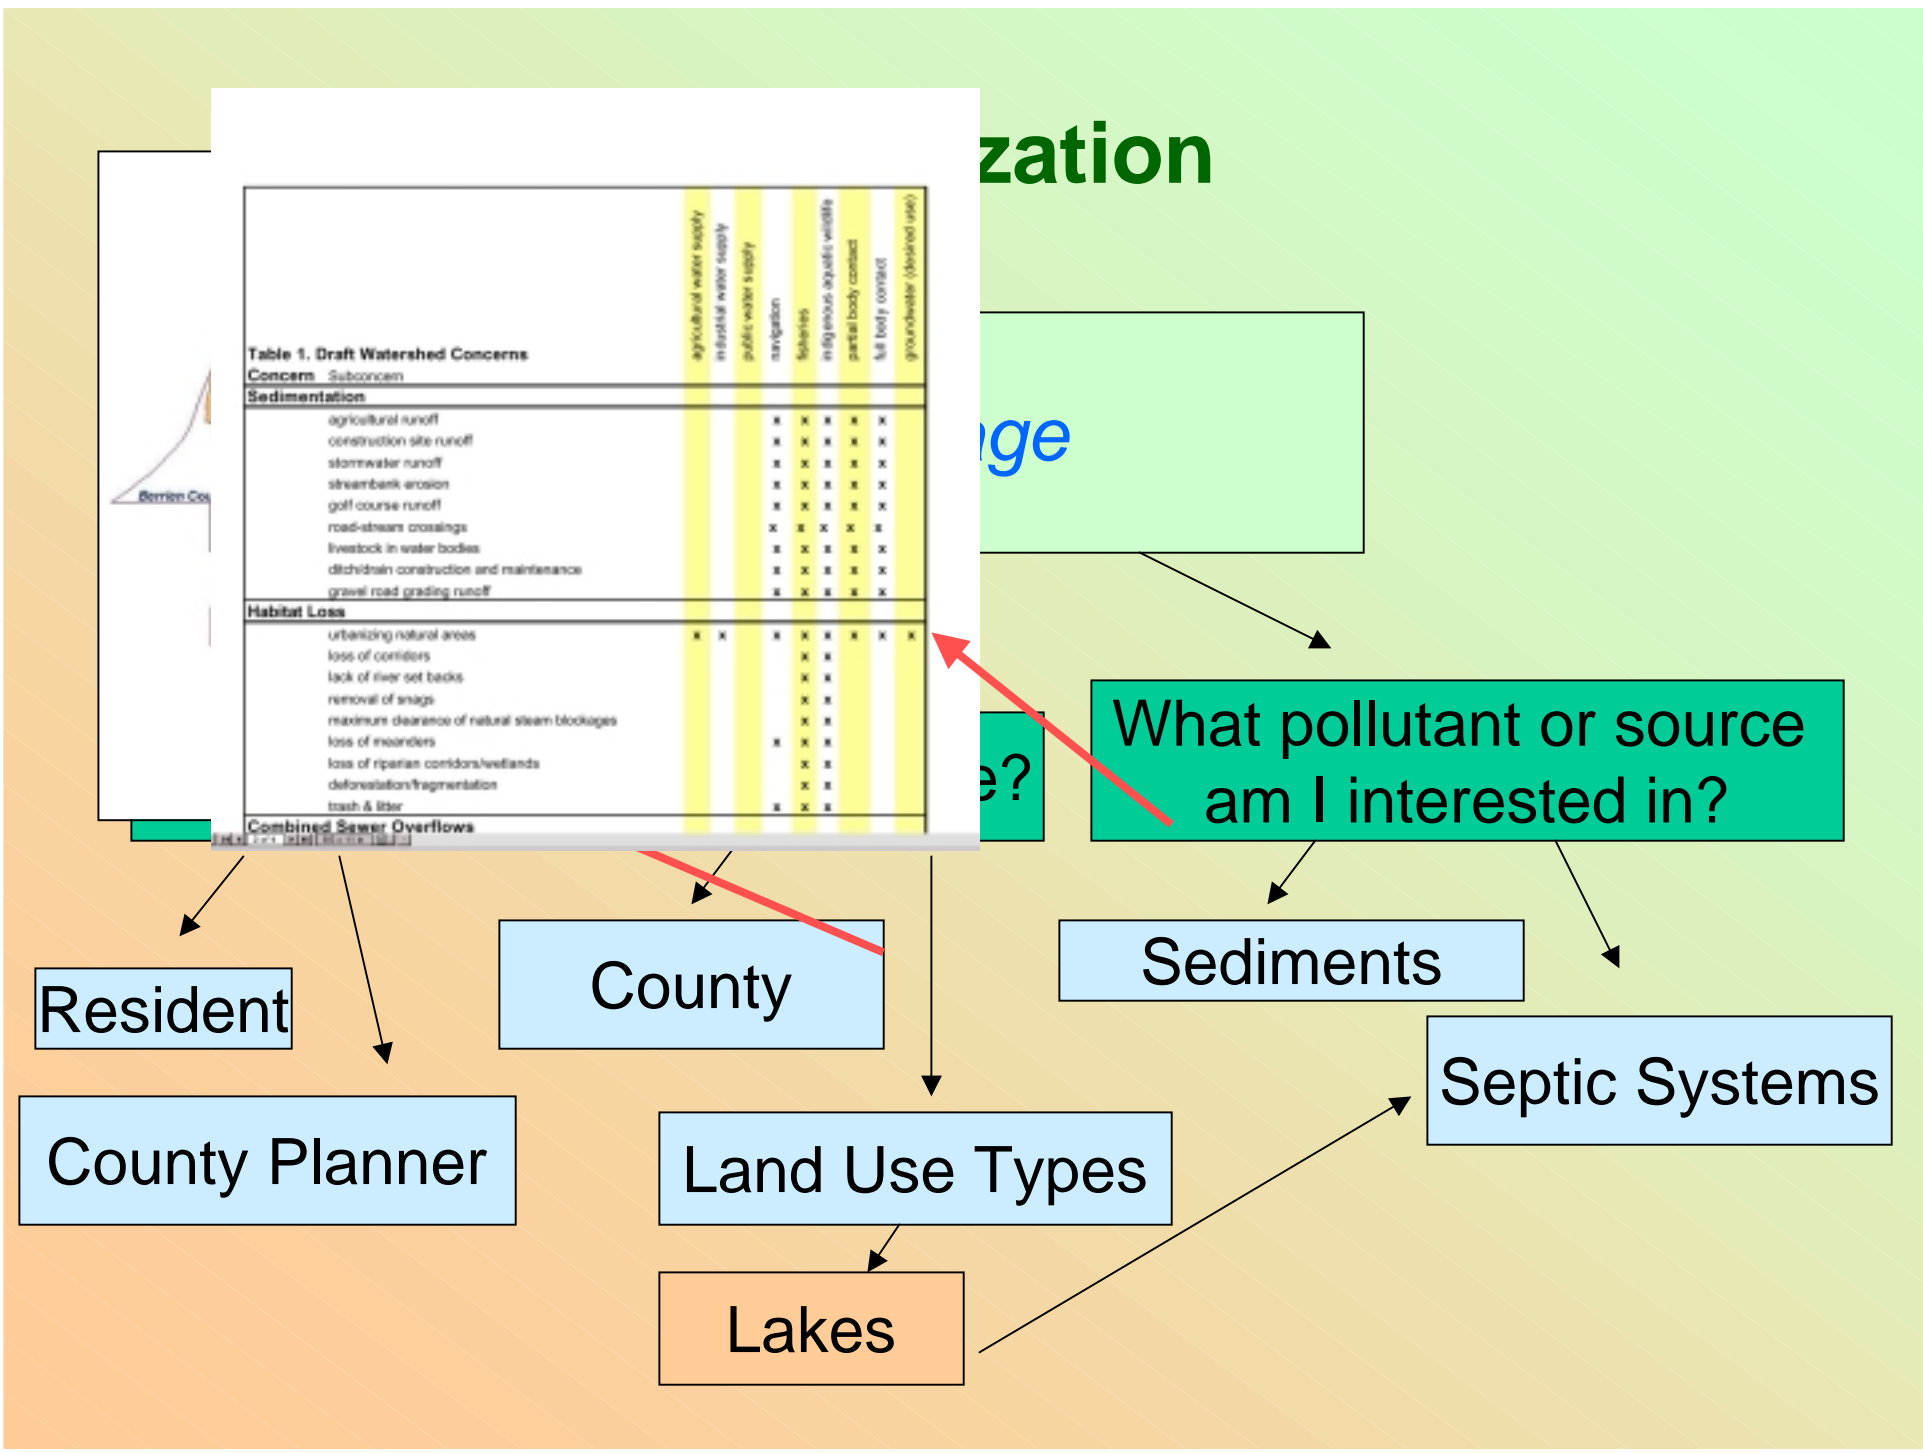 zation
age
Berrien Cou
agricultural water supply
industrial water supply
public water supply
navigation
fisheries
indigenous aquatic wildlife
partial body contact
full body contact
groundwater (desired use)
Table 1. Draft Watershed Concerns
Concern Subconcern
Sedimentation
agricultural runoff x x x x x
construction site runoff x x x x x
stormwater runoff x x x x x
streambank erosion x x x x x
golf course runoff x x x x x
road-stream crossings x x x x x
livestock in water bodies x x x x x
ditch/drain construction and maintenance x x x x x
gravel road grading runoff x x x x x
Habitat Loss
urbanizing natural areas x x x x x x x x
loss of corridors x x
lack of river set backs x x
removal of snags x x
maximum clearance of natural steam blockages x x
loss of meanders x x x
loss of riparian corridors/wetlands x x
deforestation/fragmentation x x
trash & litter x x x
Combined Sewer Overflows
e?
What pollutant or source
am I interested in?
Resident
County
Sediments
Septic Systems
County Planner
Land Use Types
Lakes